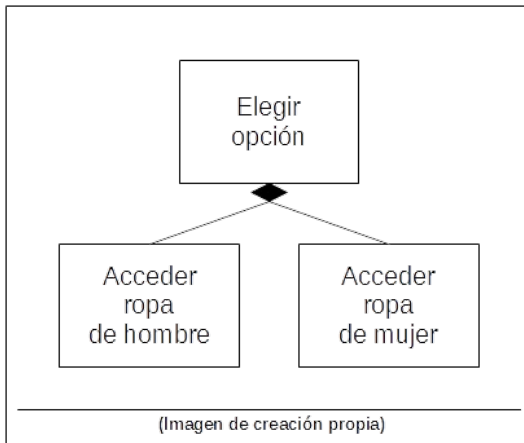 Elegir
opción
Acceder
ropa
de hombre
Acceder
ropa
de mujer
(Imagen de creación propia)